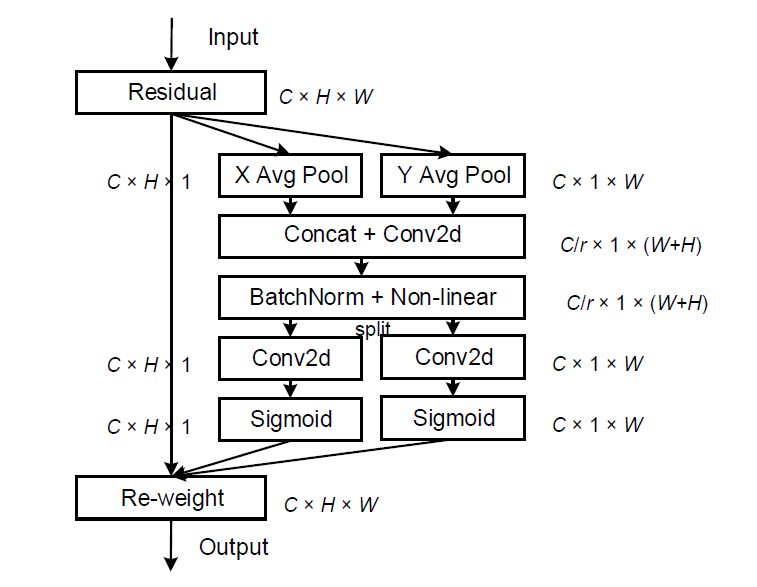 Input
Residual
C × H × W
C × H × 1
X Avg Pool
Y Avg Pool
C × 1 × W
Concat + Conv2d
C/r × 1 × (W+H)
BatchNorm + Non-linear
C/r × 1 × (W+H)
split
C × H × 1
Conv2d
Conv2d
C × 1 × W
C × H × 1
Sigmoid
Sigmoid
C × 1 × W
Re-weight
C × H × W
Output